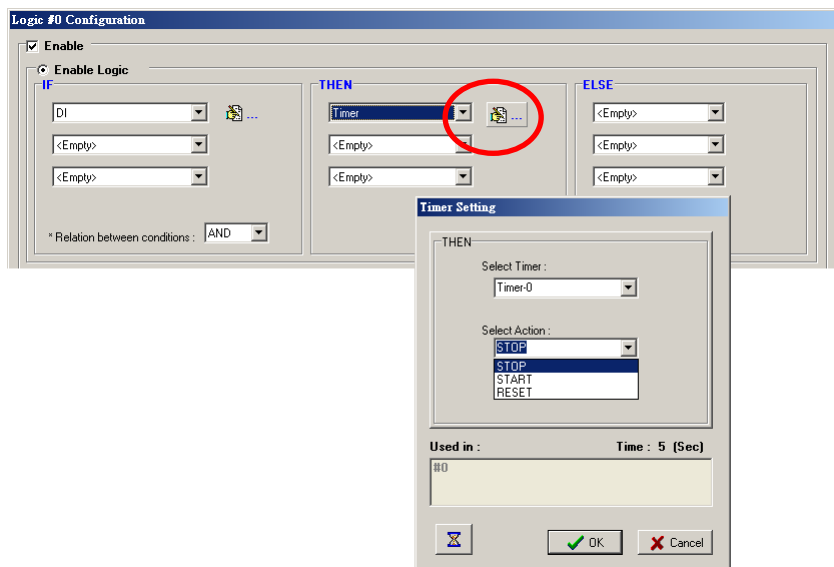 Logic #0 Configuration
Enable
Enable Logic
IF
DI
...
<Empty>
<Empty>
* Relation between conditions : AND
THEN
Timer
...
<Empty>
<Empty>
ELSE
<Empty>
<Empty>
<Empty>
Timer Setting
THEN
Select Timer :
Timer-0
Select Action :
STOP
STOP
START
RESET
Used in : Time : 5 (Sec)
#0
OK Cancel